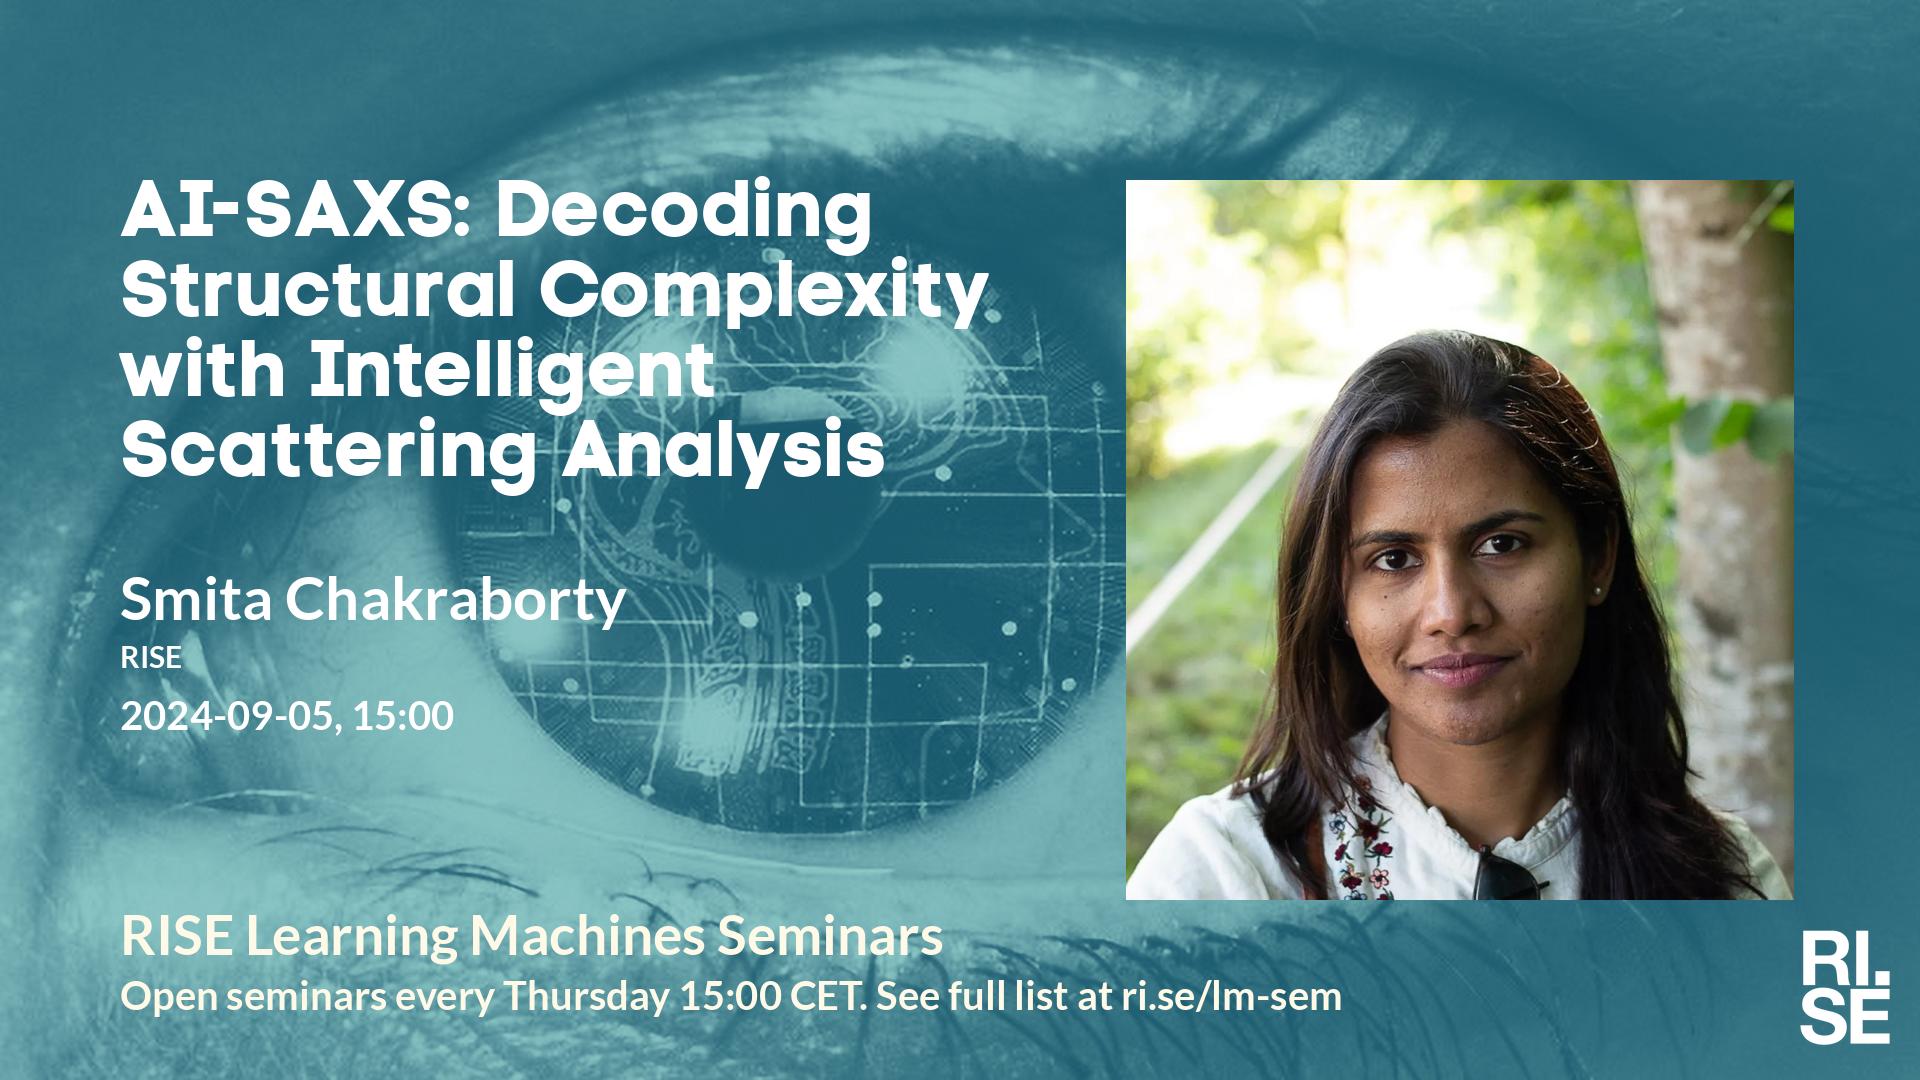 AI-SAXS: Decoding
Structural Complexity
with Intelligent
Scattering Analysis
Smita Chakraborty
RISE
2024-09-05, 15:00
RISE Learning Machines Seminars
Open seminars every Thursday 15:00 CET. See full list at ri.se/lm-sem
RI.
SE